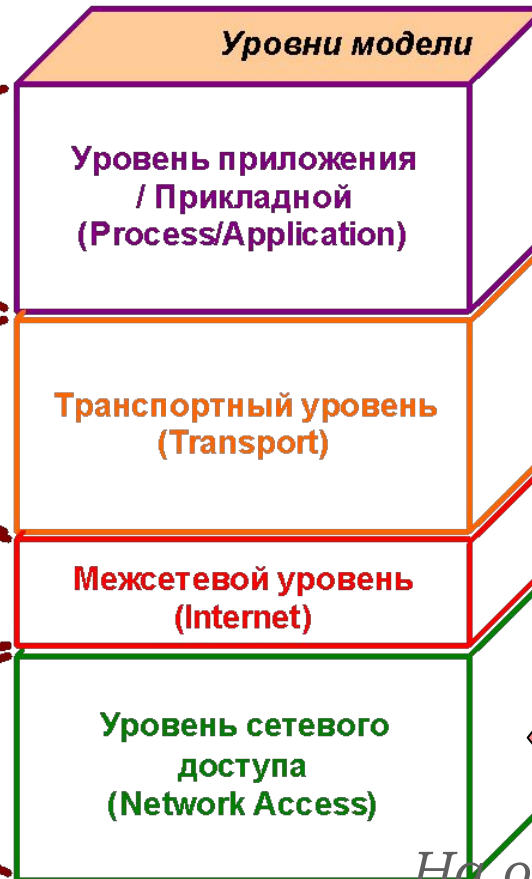 Уровни модели
Уровень приложения
/ Прикладной
(Process/Application)
Транспортный уровень
(Transport)
Межсетевой уровень
(Internet)
Уровень сетевого
доступа
(Network Access)